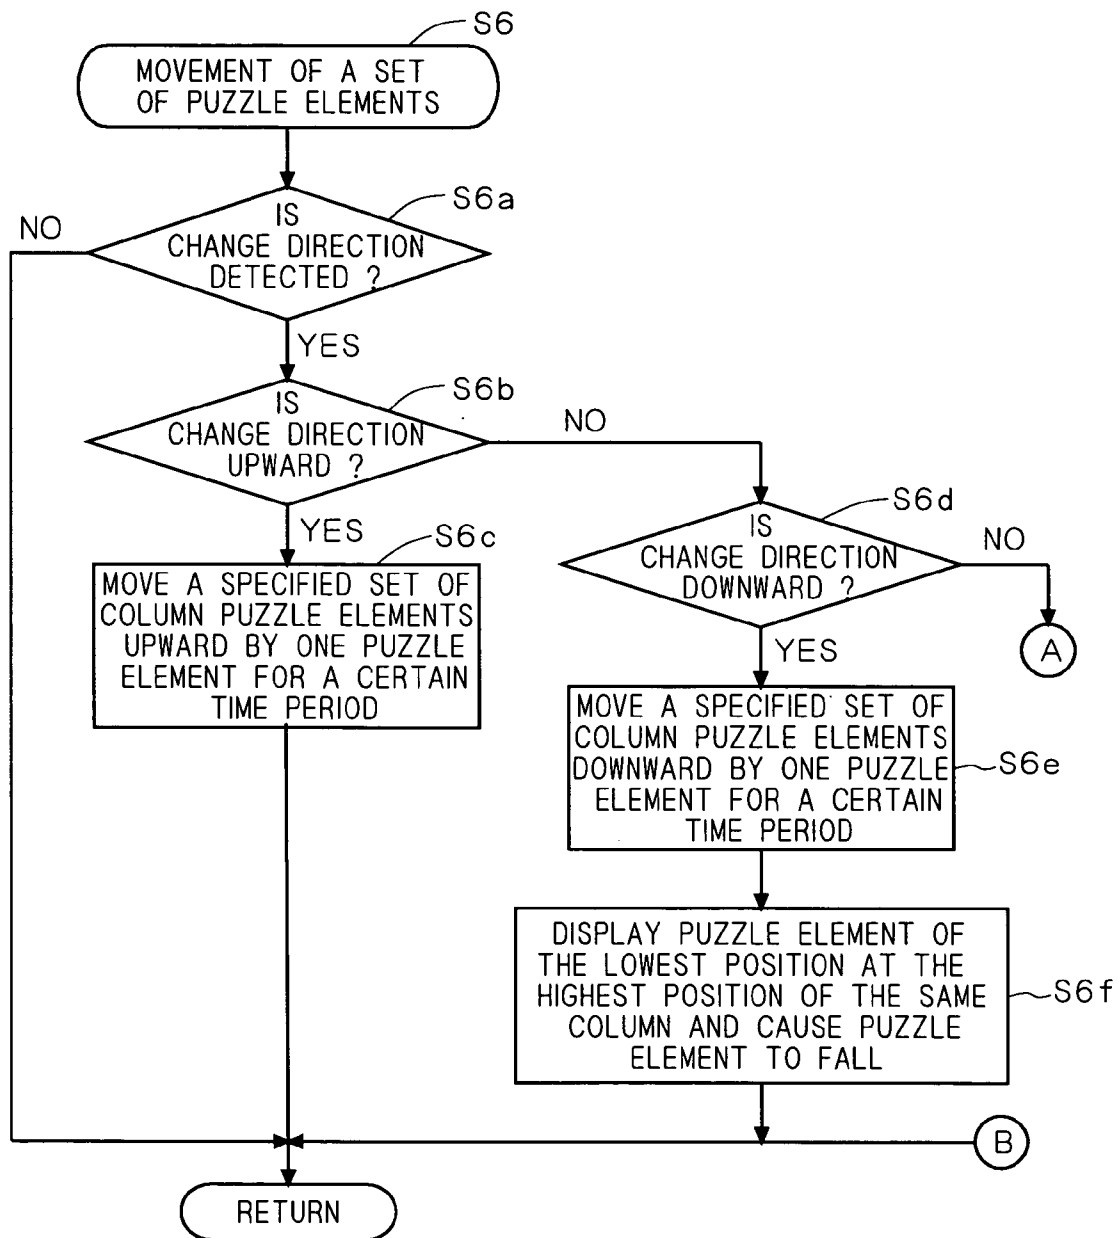 S6
MOVEMENT OF A SET
OF PUZZLE ELEMENTS
S6a
NO
IS
CHANGE DIRECTION
DETECTED ?
YES
S6b
IS
CHANGE DIRECTION
UPWARD ?
NO
YES
S6c
MOVE A SPECIFIED SET OF
COLUMN PUZZLE ELEMENTS
UPWARD BY ONE PUZZLE
ELEMENT FOR A CERTAIN
TIME PERIOD
S6d
IS
CHANGE DIRECTION
DOWNWARD ?
NO
A
YES
MOVE A SPECIFIED SET OF
COLUMN PUZZLE ELEMENTS
DOWNWARD BY ONE PUZZLE
ELEMENT FOR A CERTAIN
TIME PERIOD
S6e
DISPLAY PUZZLE ELEMENT OF
THE LOWEST POSITION AT THE
HIGHEST POSITION OF THE SAME
COLUMN AND CAUSE PUZZLE
ELEMENT TO FALL
S6f
B
RETURN